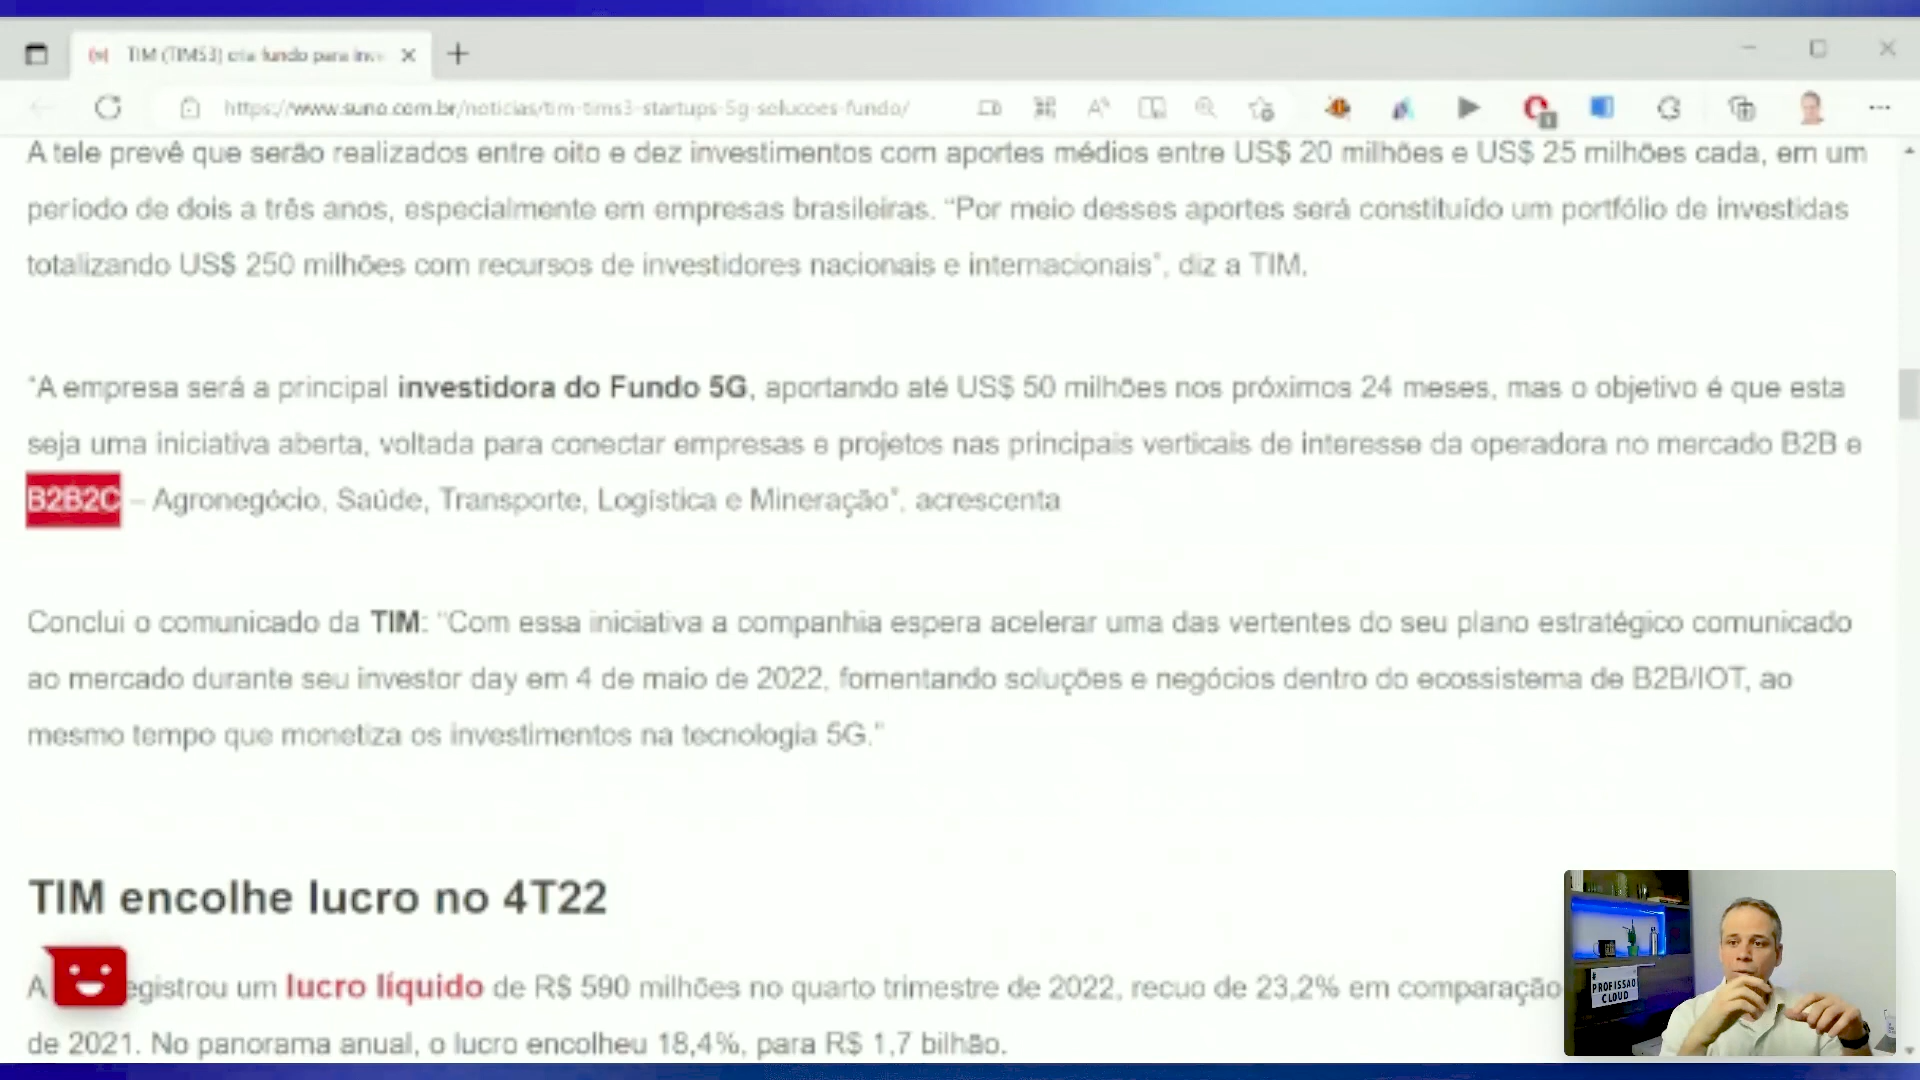 TIM (TIMS3) cria fundo para inve
https://www.suno.com.br/noticias/tim-tims3-startups-5g-solucoes-fundo/
A tele prevê que serão realizados entre oito e dez investimentos com aportes médios entre US$ 20 milhões e US$ 25 milhões cada, em um
período de dois a três anos, especialmente em empresas brasileiras. “Por meio desses aportes será constituído um portfólio de investidas
totalizando US$ 250 milhões com recursos de investidores nacionais e internacionais”, diz a TIM.
“A empresa será a principal investidora do Fundo 5G, aportando até US$ 50 milhões nos próximos 24 meses, mas o objetivo é que esta
seja uma iniciativa aberta, voltada para conectar empresas e projetos nas principais verticais de interesse da operadora no mercado B2B e
B2B2C – Agronegócio, Saúde, Transporte, Logística e Mineração”, acrescenta
Conclui o comunicado da TIM: “Com essa iniciativa a companhia espera acelerar uma das vertentes do seu plano estratégico comunicado
ao mercado durante seu investor day em 4 de maio de 2022, fomentando soluções e negócios dentro do ecossistema de B2B/IOT, ao
mesmo tempo que monetiza os investimentos na tecnologia 5G.”
TIM encolhe lucro no 4T22
A egistrou um lucro líquido de R$ 590 milhões no quarto trimestre de 2022, recuo de 23,2% em comparação
de 2021. No panorama anual, o lucro encolheu 18,4%, para R$ 1,7 bilhão.
PROFISSAO
CLOUD